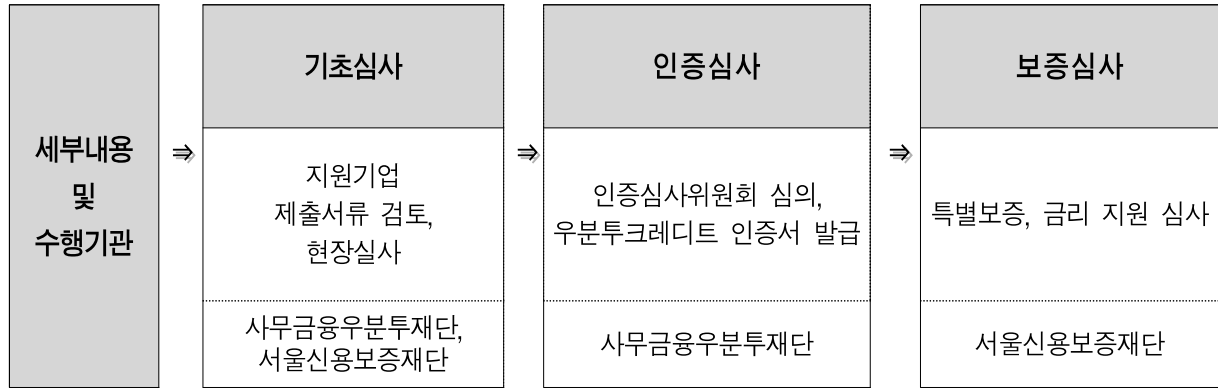 세부내용
및
수행기관
⇒
기초심사
지원기업
제출서류 검토,
현장실사
사무금융우분투재단,
서울신용보증재단
⇒
인증심사
인증심사위원회 심의,
우분투크레디트 인증서 발급
사무금융우분투재단
⇒
보증심사
특별보증, 금리 지원 심사
서울신용보증재단